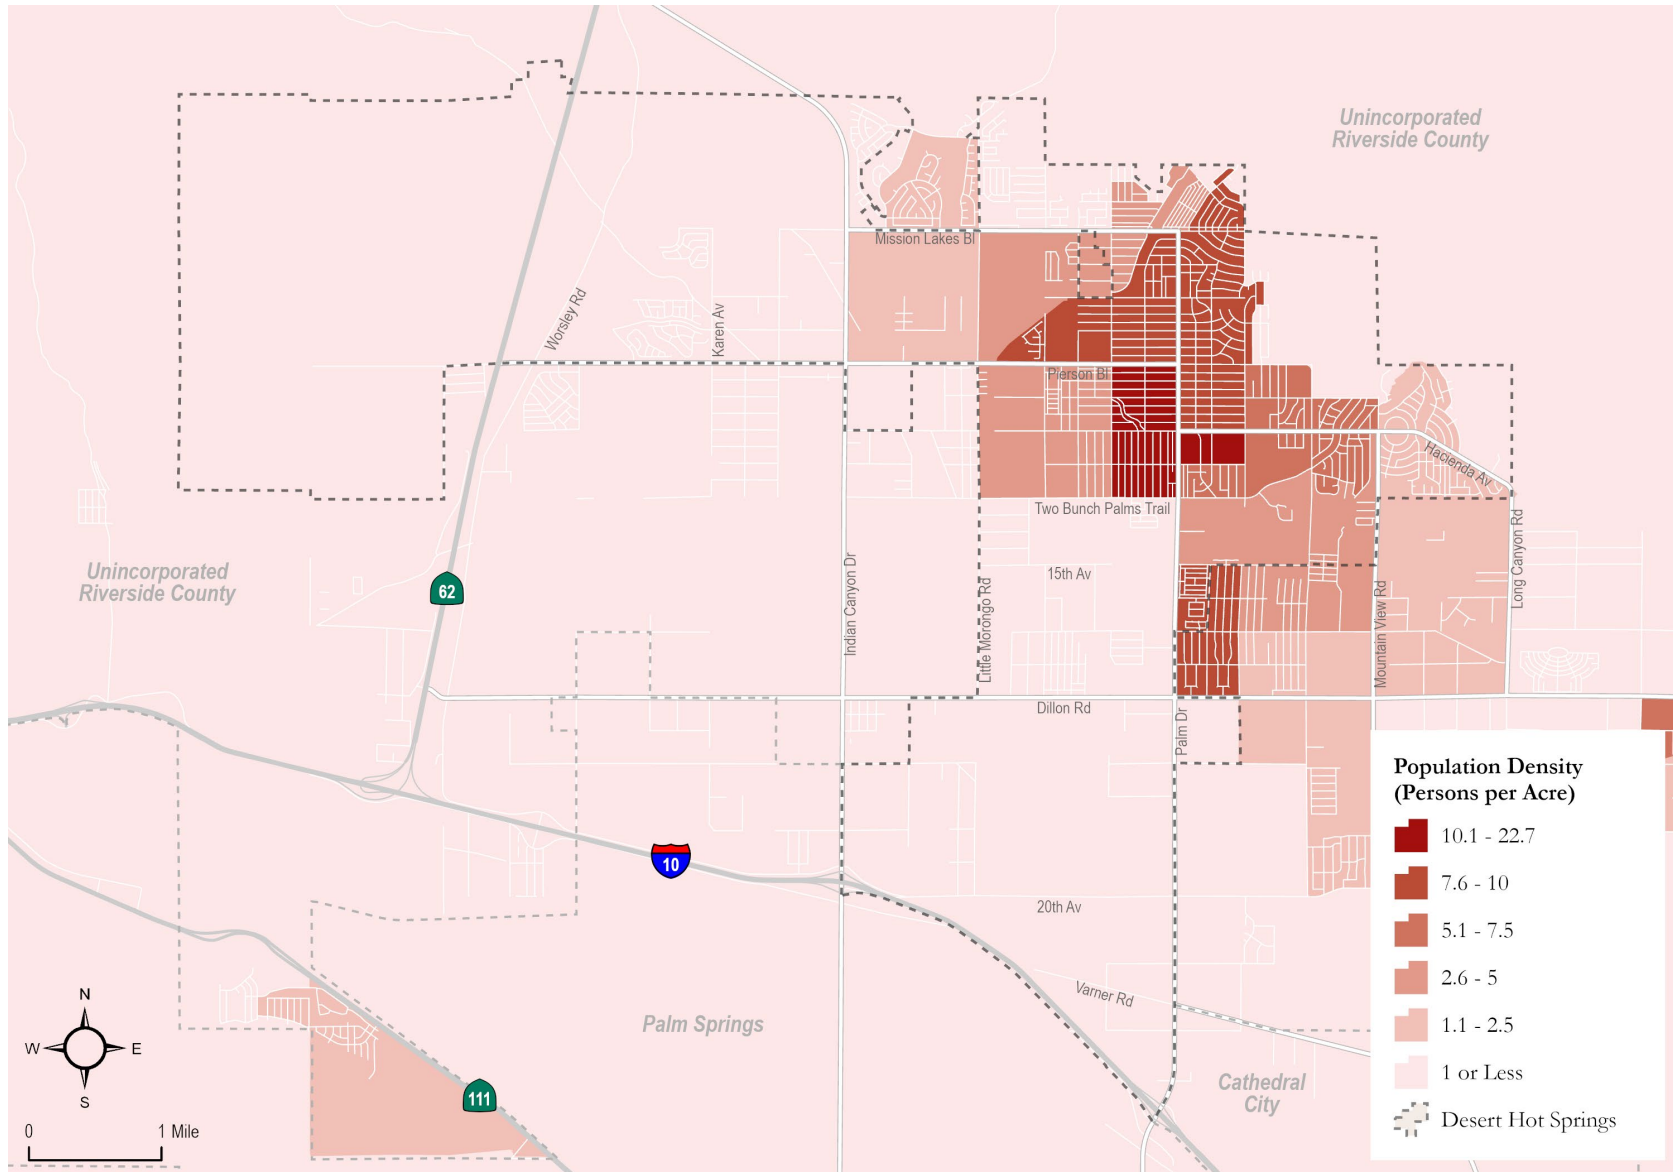 Unincorporated
Riverside County
Mission Lakes Bl
Worsley Rd
Karen Av
Pierson Bl
Hacienda Av
Two Bunch Palms Trail
Long Canyon Rd
Unincorporated
Riverside County
62
Indian Canyon Dr
15th Av
Little Morongo Rd
Mountain View Rd
Dillon Rd
Palm Dr
10
20th Av
Varner Rd
Palm Springs
Cathedral
City
111
N
W
E
S
0
1 Mile
Population Density
(Persons per Acre)
10.1 - 22.7
7.6 - 10
5.1 - 7.5
2.6 - 5
1.1 - 2.5
1 or Less
Desert Hot Springs